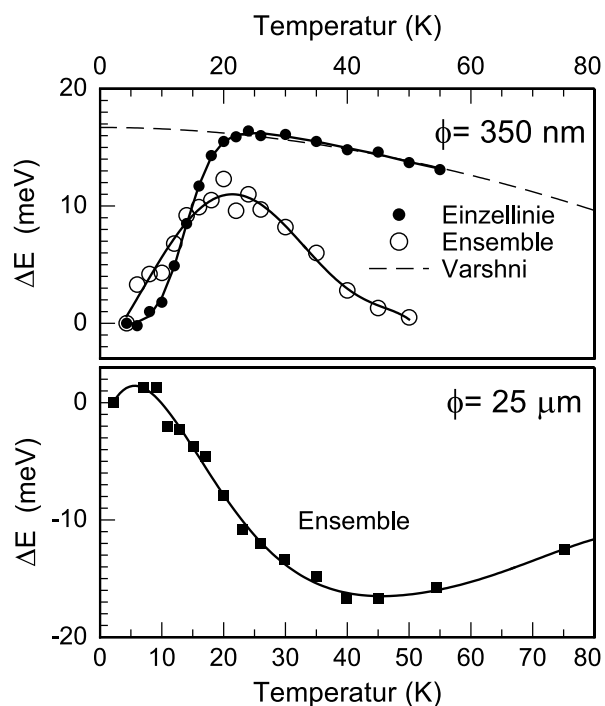 Temperatur (K)
0 20 40 60 80
20
10
0
ΔE (meV)
ϕ= 350 nm
Einzellinie
Ensemble
Varshni
0
-10
-20
ΔE (meV)
ϕ= 25 µm
Ensemble
0 10 20 30 40 50 60 70 80
Temperatur (K)